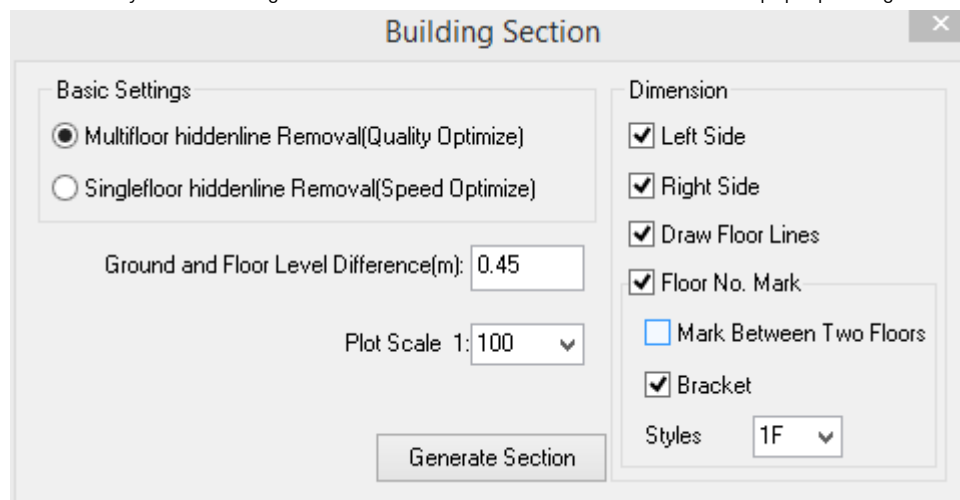 Building Section
Basic Settings
Multifloor hiddenline Removal(Quality Optimize)
Singlefloor hiddenline Removal(Speed Optimize)
Ground and Floor Level Difference(m): 0.45
Plot Scale 1: 100
Generate Section
Dimension
Left Side
Right Side
Draw Floor Lines
Floor No. Mark
Mark Between Two Floors
Bracket
Styles 1F